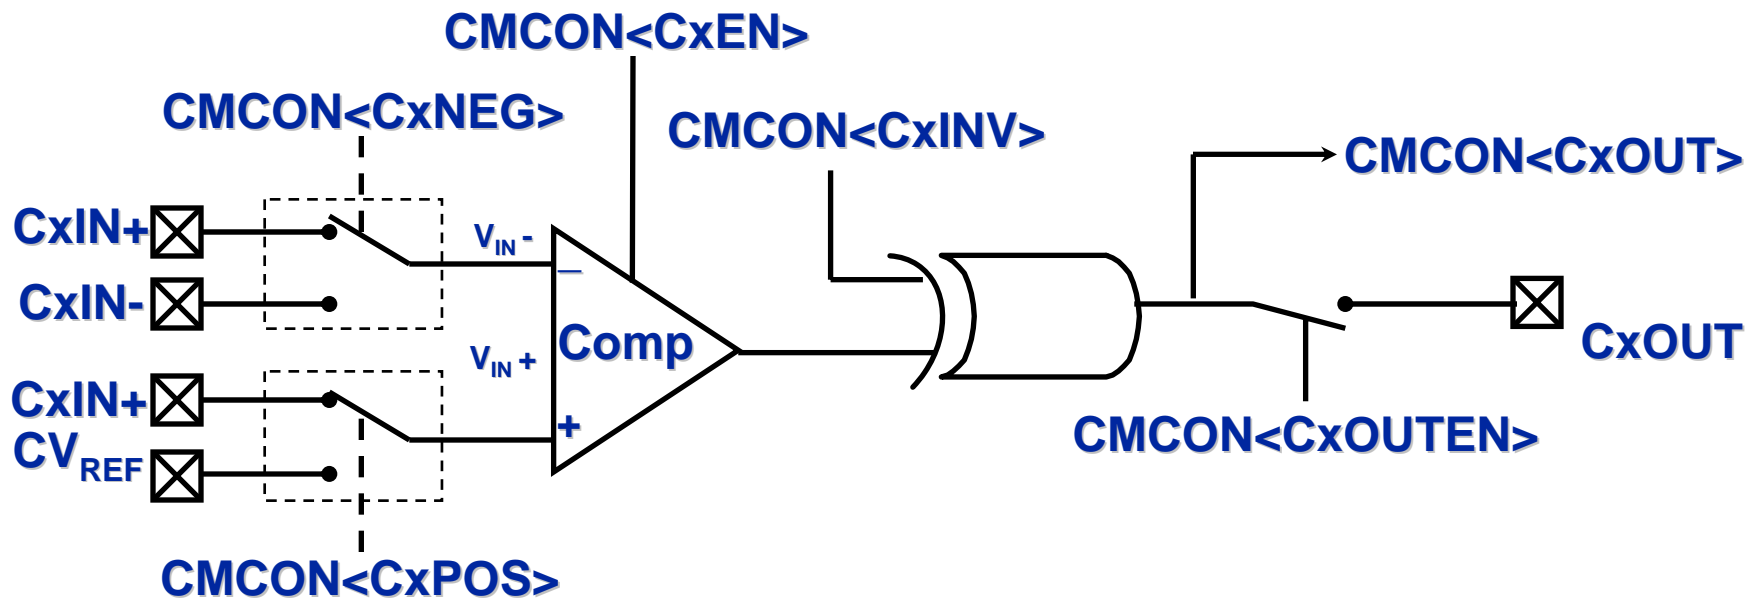 CMCON<CxEN>
CMCON<CxNEG>
CMCON<CxINV>
CMCON<CxOUT>
CxIN+
VIN -
_
CxIN-
CxOUT
Comp
VIN +
CxIN+
+
CMCON<CxOUTEN>
CVREF
CMCON<CxPOS>